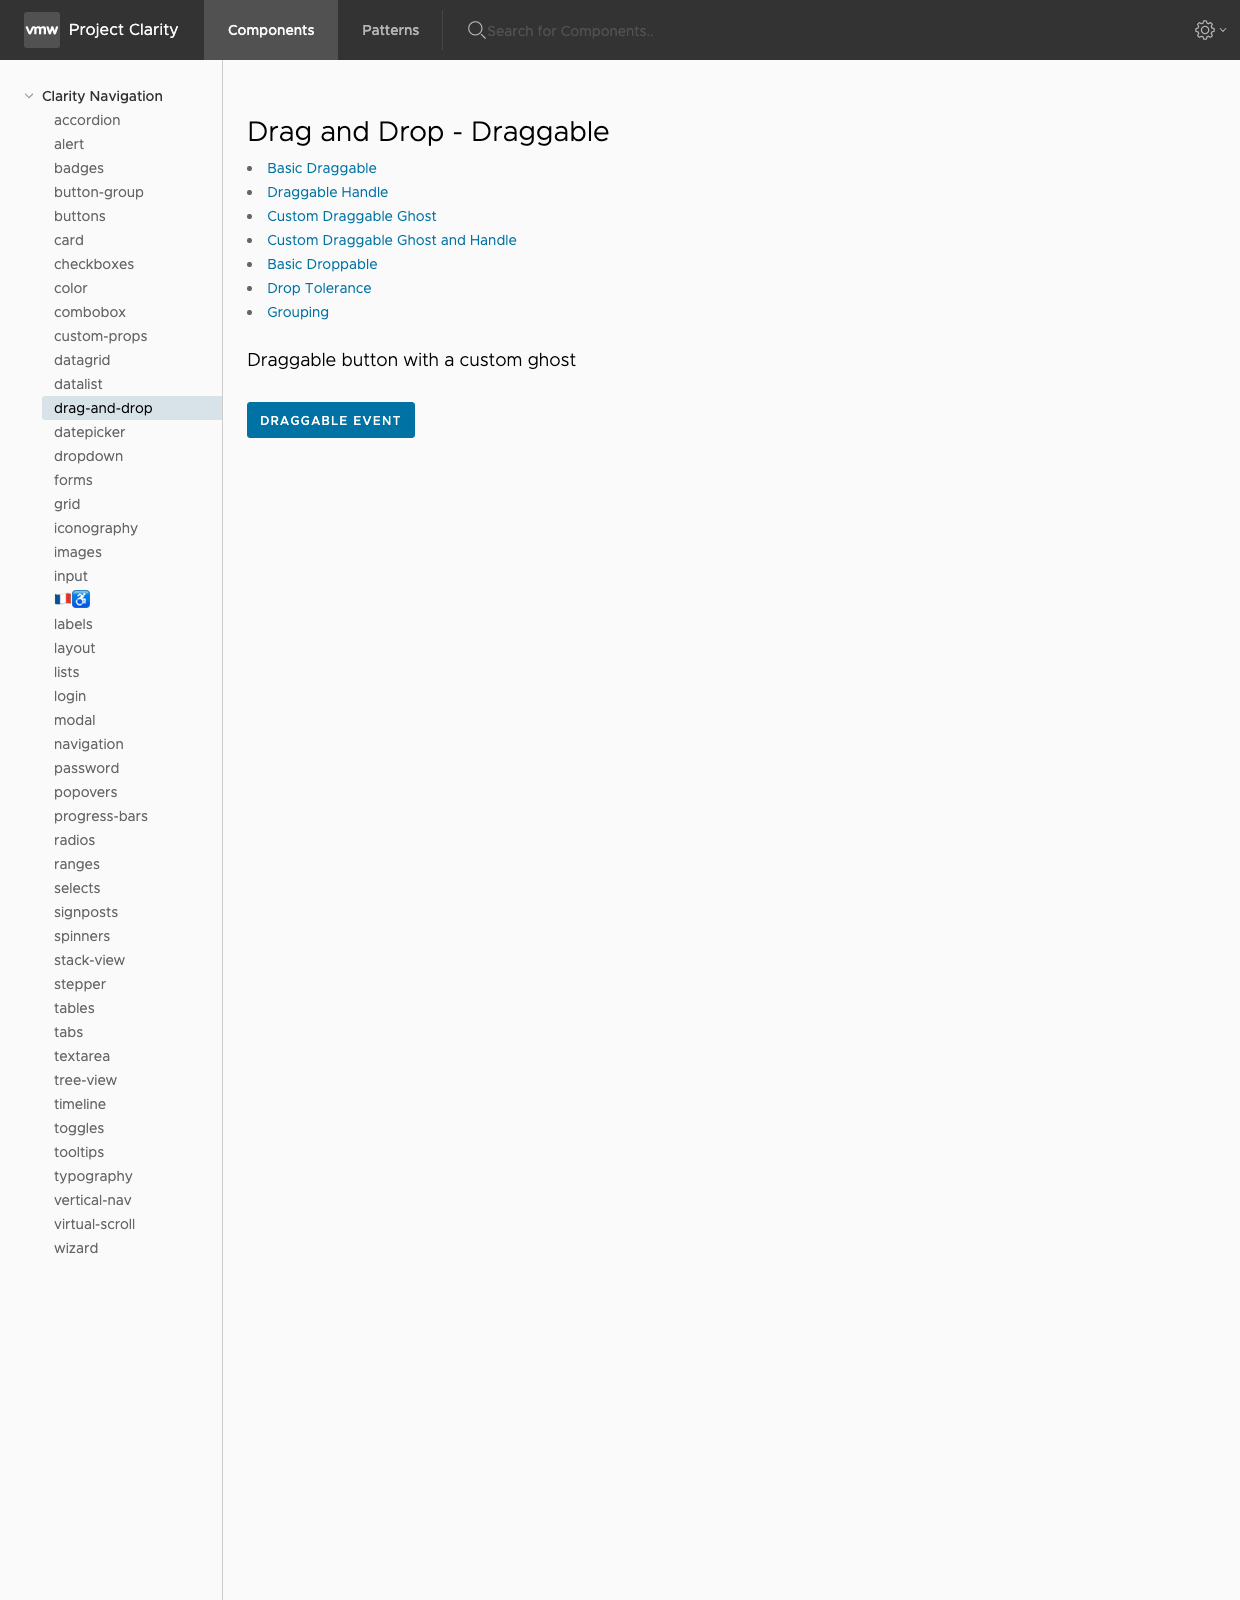 vmw Project Clarity Components Patterns Search for Components..
Clarity Navigation
accordion
alert
badges
button-group
buttons
card
checkboxes
color
combobox
custom-props
datagrid
datalist
drag-and-drop
datepicker
dropdown
forms
grid
iconography
images
input
🇫🇷♿
labels
layout
lists
login
modal
navigation
password
popovers
progress-bars
radios
ranges
selects
signposts
spinners
stack-view
stepper
tables
tabs
textarea
tree-view
timeline
toggles
tooltips
typography
vertical-nav
virtual-scroll
wizard
Drag and Drop - Draggable
• Basic Draggable
• Draggable Handle
• Custom Draggable Ghost
• Custom Draggable Ghost and Handle
• Basic Droppable
• Drop Tolerance
• Grouping
Draggable button with a custom ghost
DRAGGABLE EVENT